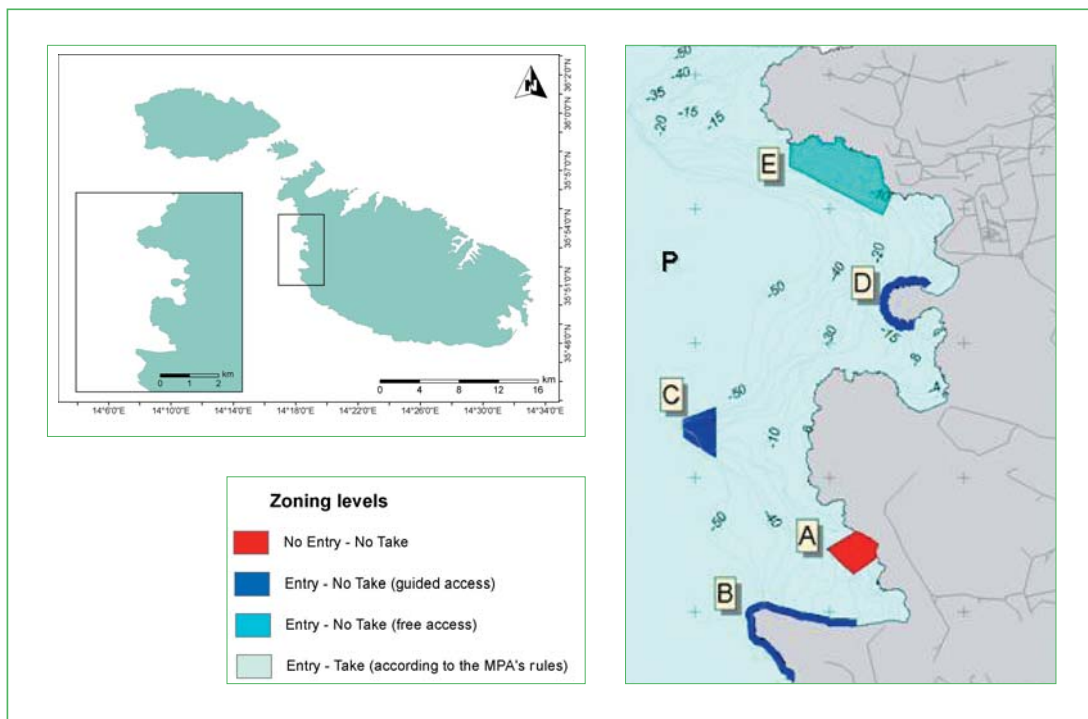 N
36°0'0"N
35°57'0"N
35°54'0"N
35°51'0"N
35°48'0"N
0 1 2 km
0 4 8 12 16 km
14°6'0"E 14°10'0"E 14°14'0"E 14°18'0"E 14°22'0"E 14°26'0"E 14°30'0"E 14°34'0"E
-50
-40
-35
-15
-15
-20
E
-10
P
-20
-40
D
-50
-30
-15
-8
-4
C
-50
-10
-50
-40
A
B
Zoning levels
No Entry - No Take
Entry - No Take (guided access)
Entry - No Take (free access)
Entry - Take (according to the MPA's rules)